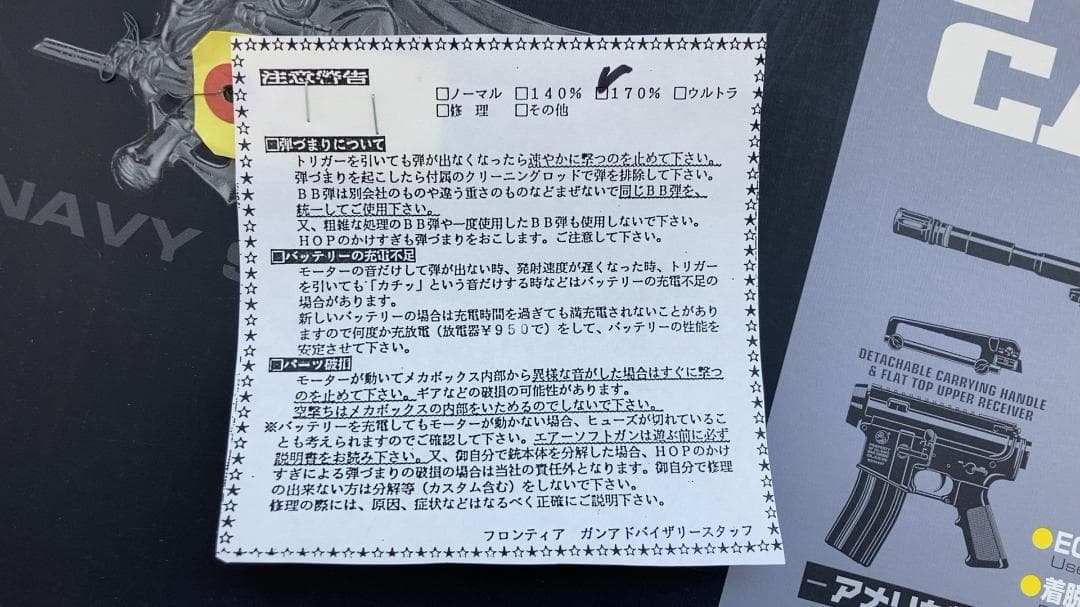 注意警告
□ノーマル □140% □170% □ウルトラ
□修 理 □その他
弾づまりについて
トリガーを引いても弾が出なくなったら速やかに撃つのを止めて下さい。
弾づまりを起こしたら付属のクリーニングロッドで弾を排除して下さい。
BB弾は別会社のものや違う重さのものなどまぜないで同じBB弾を、
統一してご使用下さい。
又、粗雑な処理のBB弾や一度使用したBB弾も使用しないで下さい。
HOPのかけすぎも弾づまりをおこします。ご注意して下さい。
バッテリーの充電不足
モーターの音だけして弾が出ない時、発射速度が遅くなった時、トリガー
を引いても「カチッ」という音だけする時などはバッテリーの充電不足の
場合があります。
新しいバッテリーの場合は充電時間を過ぎても満充電されないことがあり
ますので何度か充放電（放電器¥950で）をして、バッテリーの性能を
安定させて下さい。
パーツ破損
モーターが動いてメカボックス内部から異様な音がした場合はすぐに撃つ
のを止めて下さい。ギアなどの破損の可能性があります。
空撃ちはメカボックスの内部をいためるのでしないで下さい。
※バッテリーを充電してもモーターが動かない場合、ヒューズが切れているこ
とも考えられますのでご確認して下さい。エアーソフトガンは遊ぶ前に必ず
説明書をお読み下さい。又、御自分で銃本体を分解した場合、HOPのかけ
すぎによる弾づまりの破損の場合は当社の責任外となります。御自分で修理
の出来ない方は分解等（カスタム含む）をしないで下さい。
修理の際には、原因、症状などはなるべく正確にご説明下さい。
フロンティア ガンアドバイザリースタッフ
NAVY S
CA
DETACHABLE CARRYING HANDLE
& FLAT TOP UPPER RECEIVER
EC
Use
着脱
アメリカ